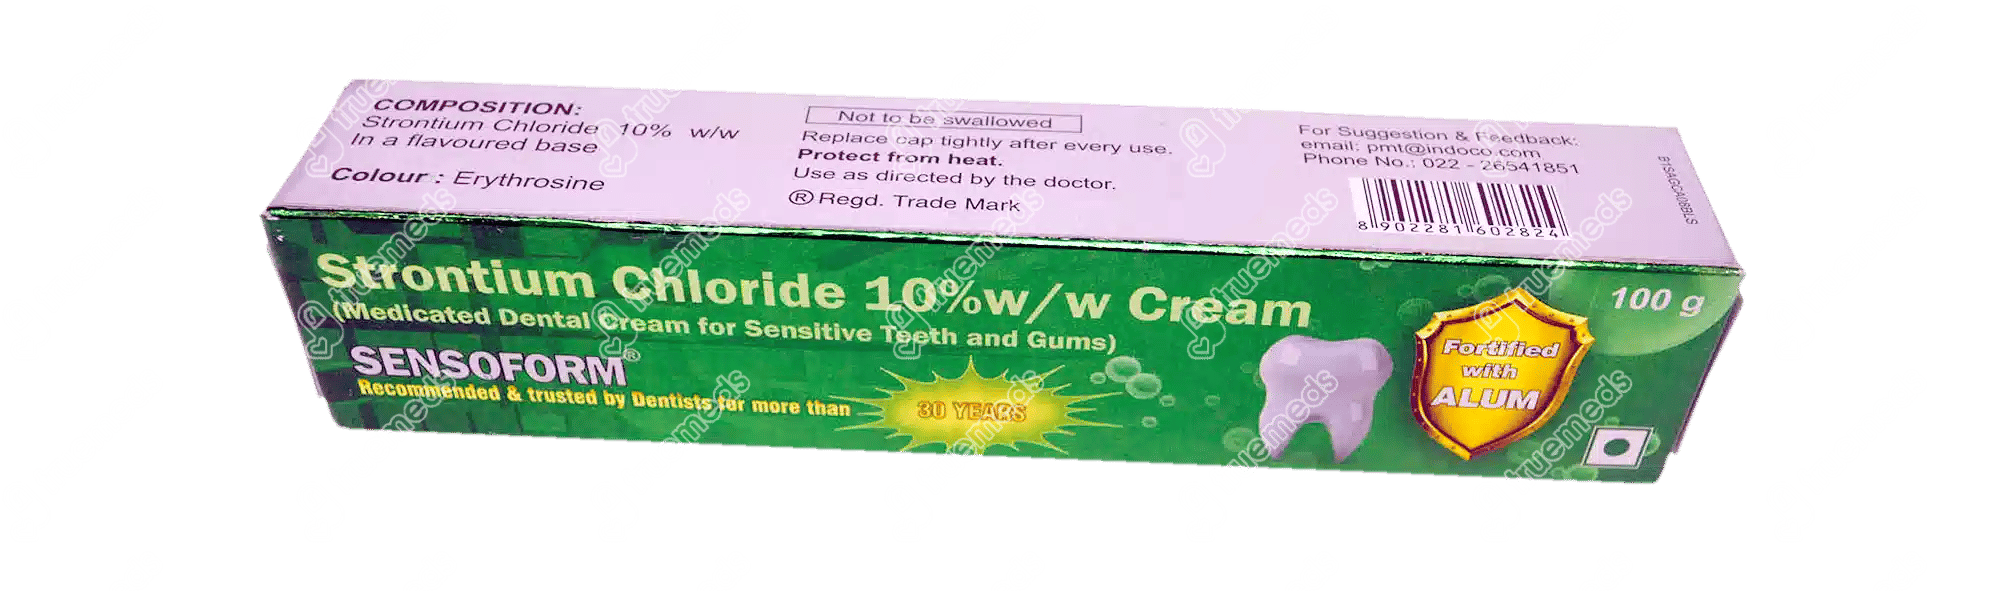 COMPOSITION:
Strontium Chloride 10% w/w
In a flavoured base
Colour : Erythrosine
Not to be swallowed
Replace cap tightly after every use.
Protect from heat.
Use as directed by the doctor.
® Regd. Trade Mark
For Suggestion & Feedback:
email: pmt@indoco.com
Phone No.: 022 - 26541851
8 902281 602824
B1SAGCA08BLS
Strontium Chloride 10%w/w Cream
(Medicated Dental Cream for Sensitive Teeth and Gums)
SENSOFORM®
Recommended & trusted by Dentists for more than
30 YEARS
100 g
Fortified
with
ALUM
truemeds